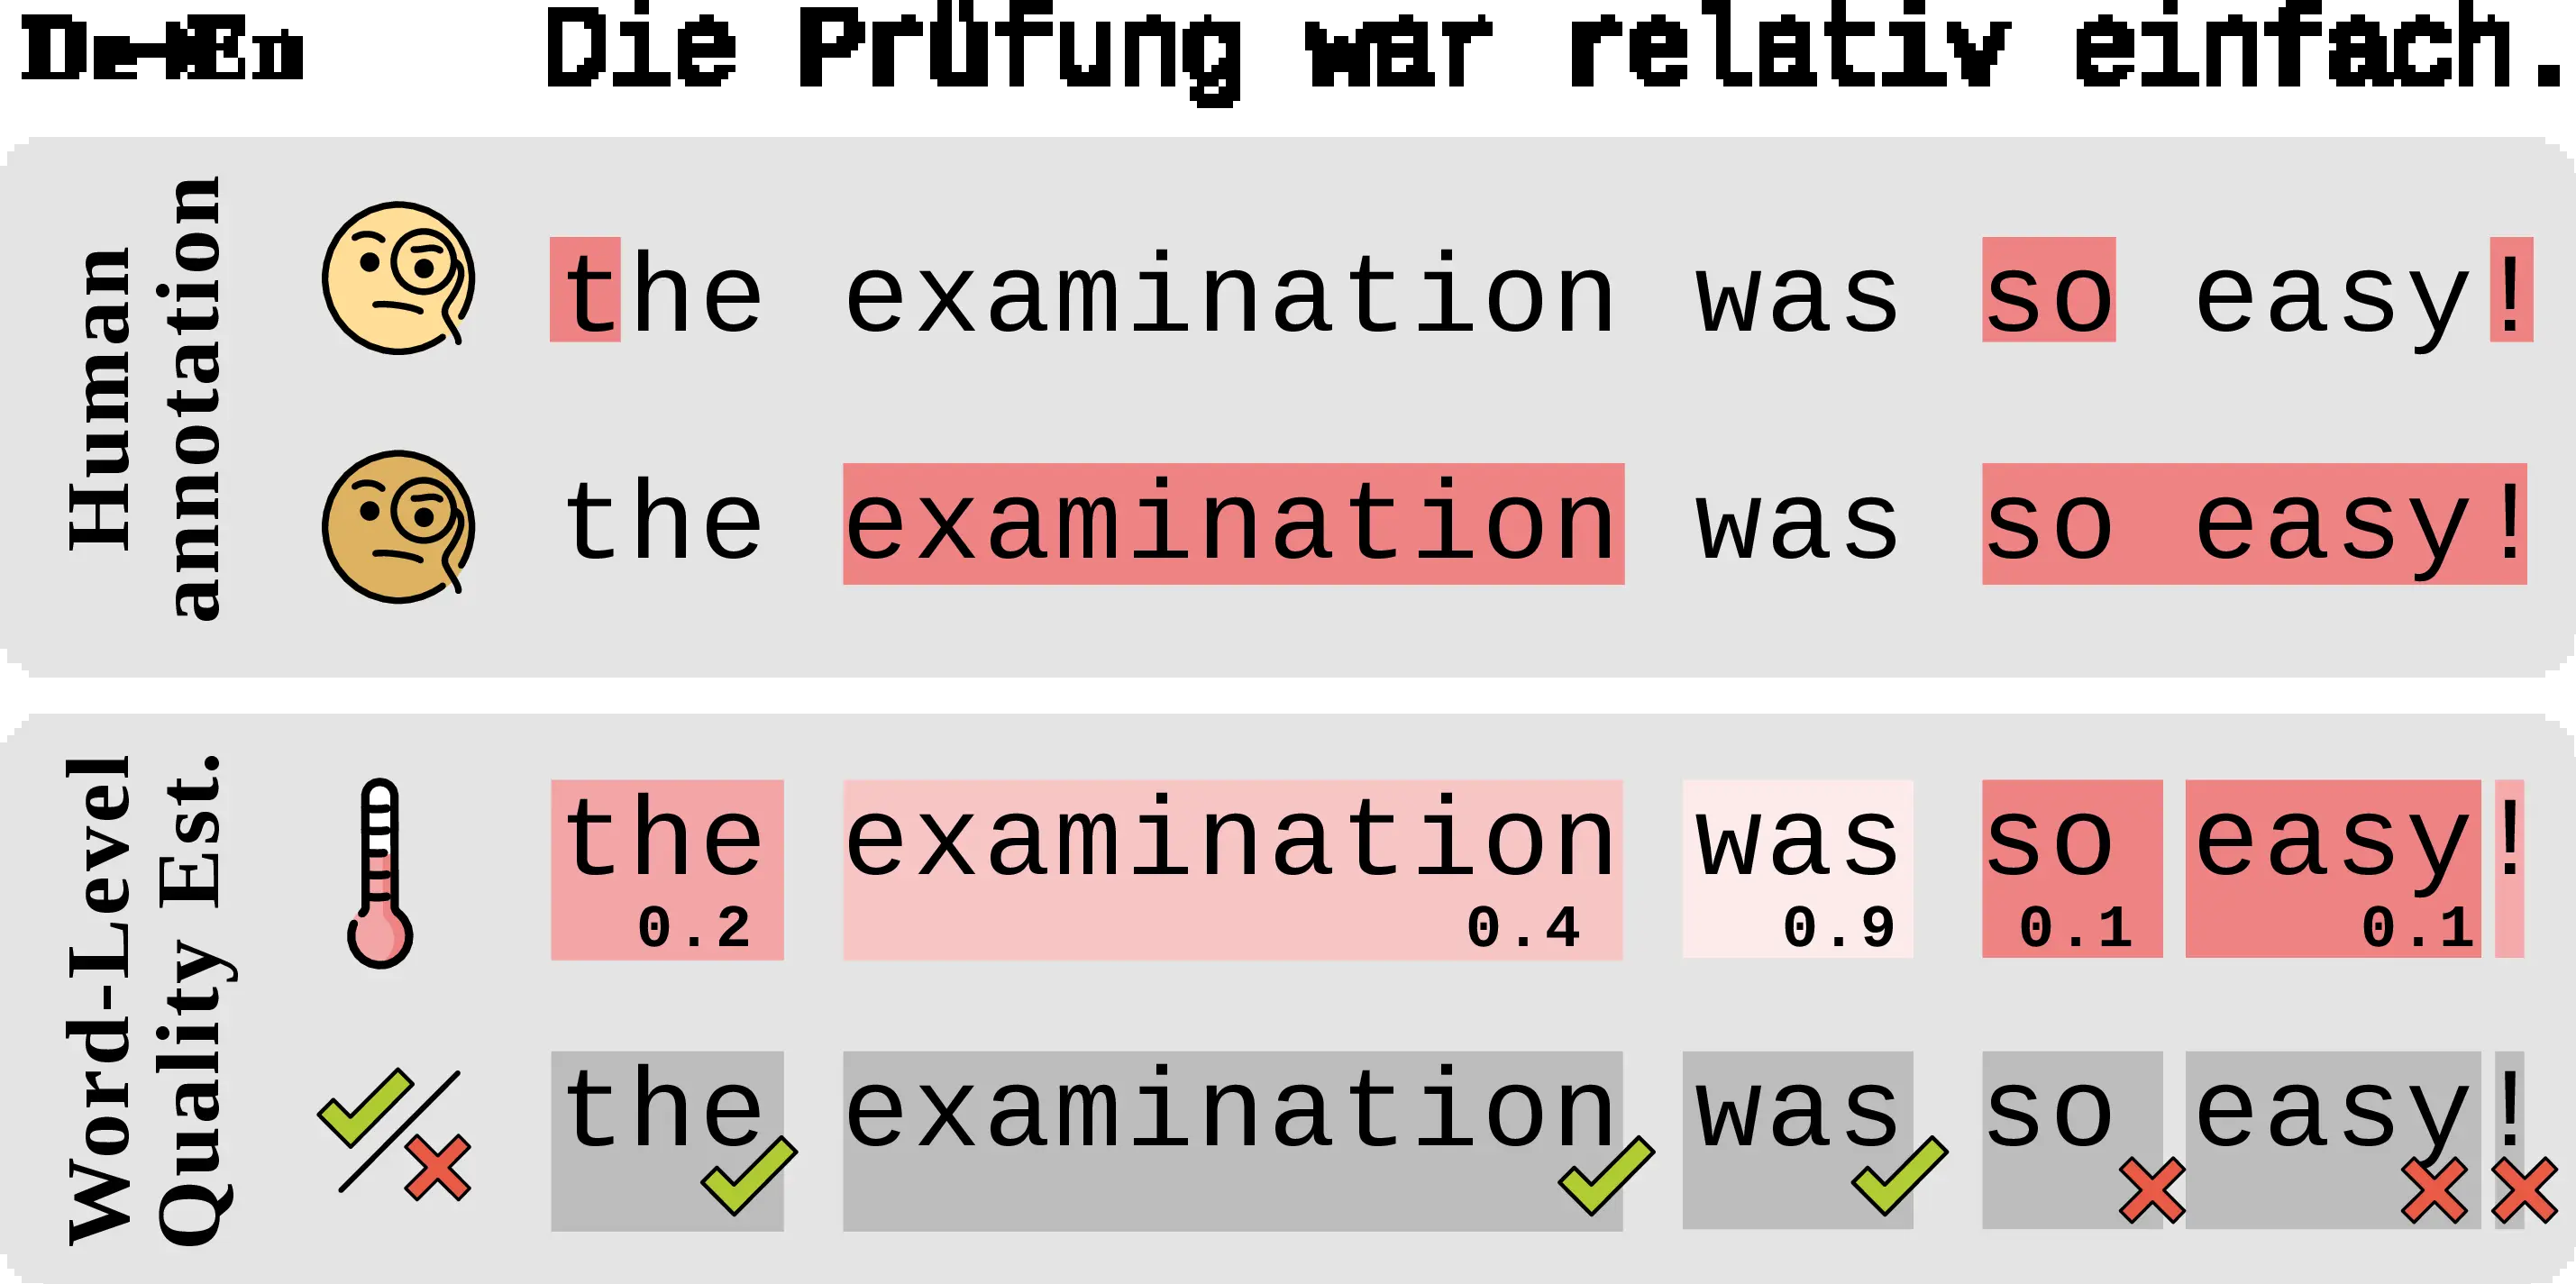 De→En Die Prüfung war relativ einfach.
Human
annotation
the examination was so easy!
the examination was so easy!
Word-Level
Quality Est.
the examination was so easy!
0.2 0.4 0.9 0.1 0.1
the examination was so easy!